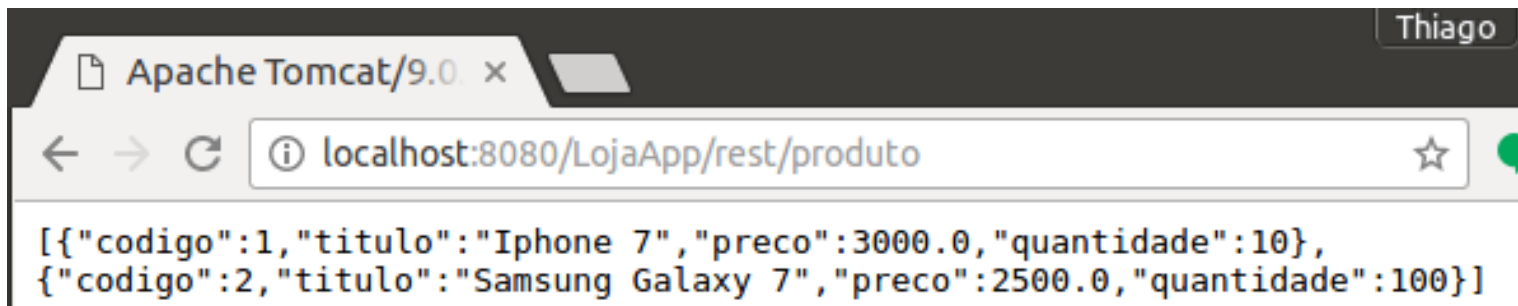 Thiago
Apache Tomcat/9.0
localhost:8080/LojaApp/rest/produto
[{"codigo":1,"titulo":"Iphone 7","preco":3000.0,"quantidade":10},
{"codigo":2,"titulo":"Samsung Galaxy 7","preco":2500.0,"quantidade":100}]